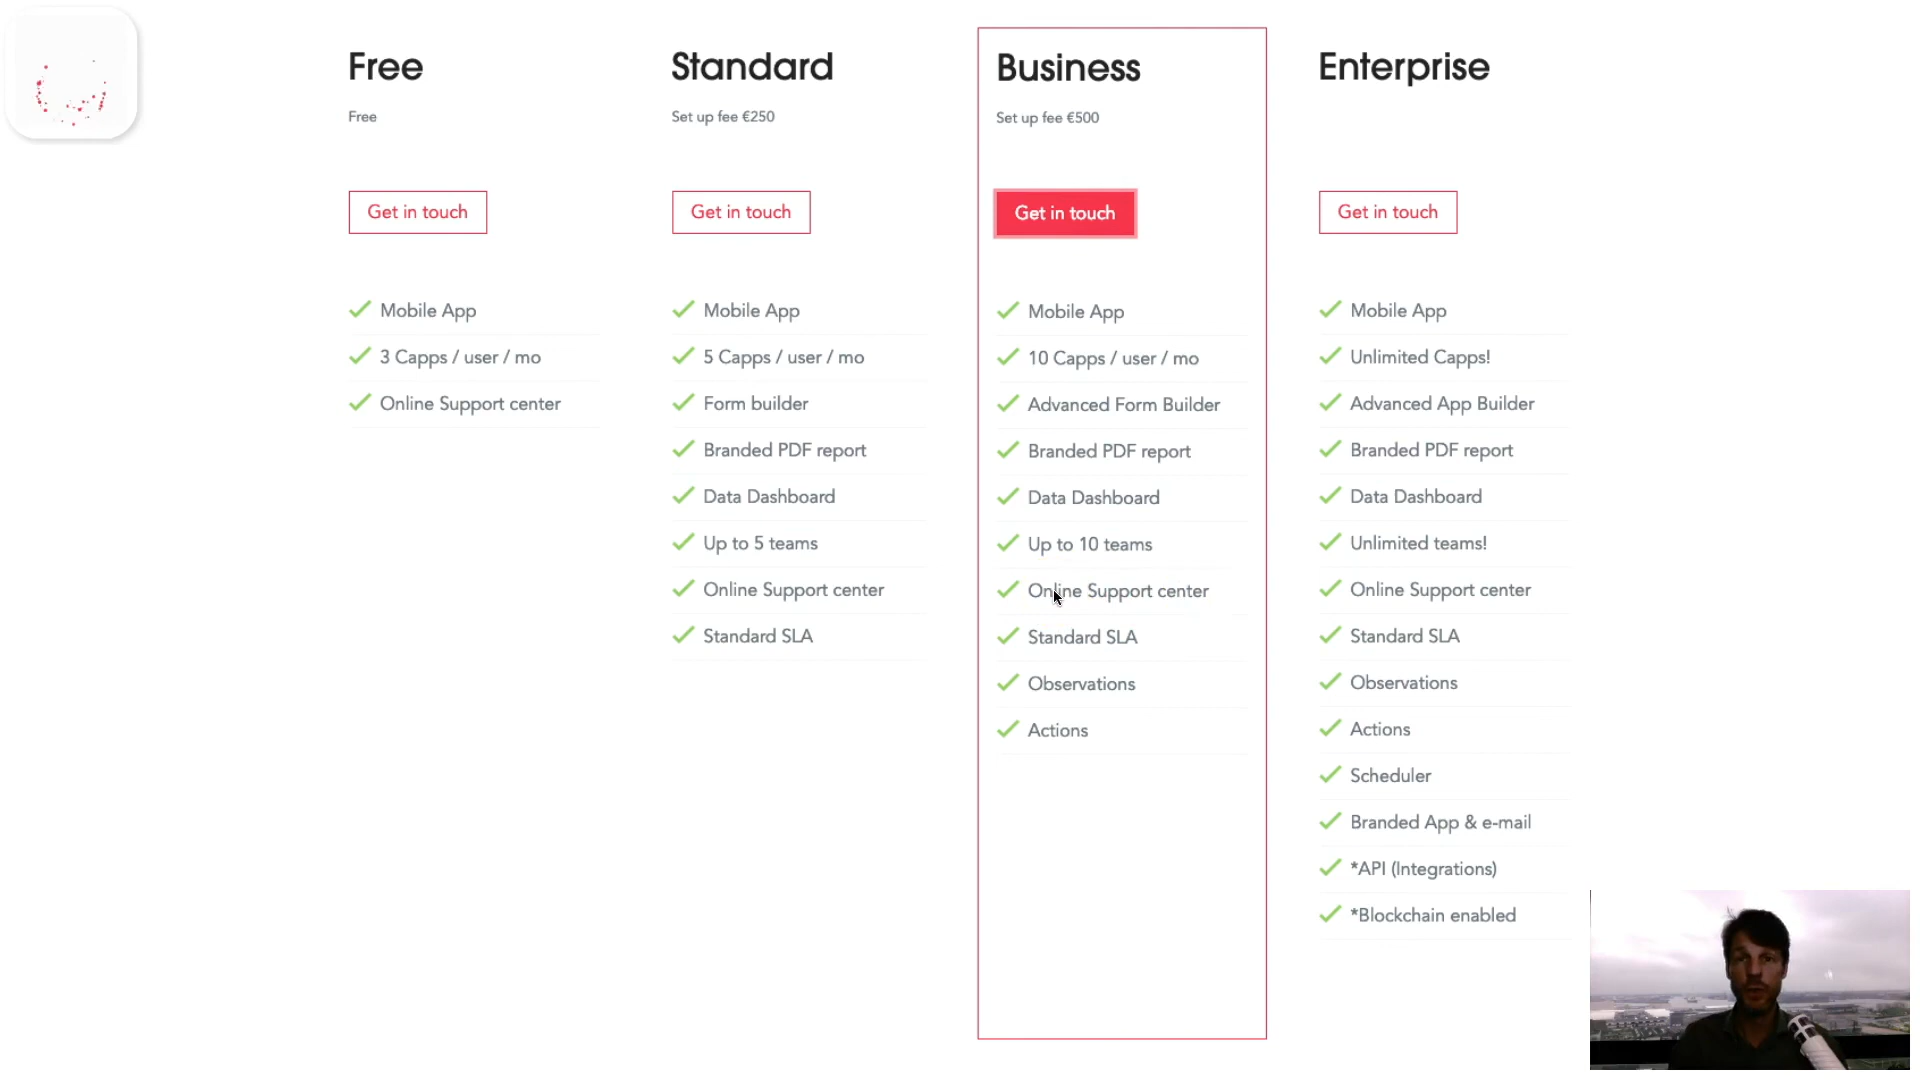 Free
Free
Get in touch
Mobile App
3 Capps / user / mo
Online Support center
Standard
Set up fee €250
Get in touch
Mobile App
5 Capps / user / mo
Form builder
Branded PDF report
Data Dashboard
Up to 5 teams
Online Support center
Standard SLA
Business
Set up fee €500
Get in touch
Mobile App
10 Capps / user / mo
Advanced Form Builder
Branded PDF report
Data Dashboard
Up to 10 teams
Online Support center
Standard SLA
Observations
Actions
Enterprise
Get in touch
Mobile App
Unlimited Capps!
Advanced App Builder
Branded PDF report
Data Dashboard
Unlimited teams!
Online Support center
Standard SLA
Observations
Actions
Scheduler
Branded App & e-mail
*API (Integrations)
*Blockchain enabled